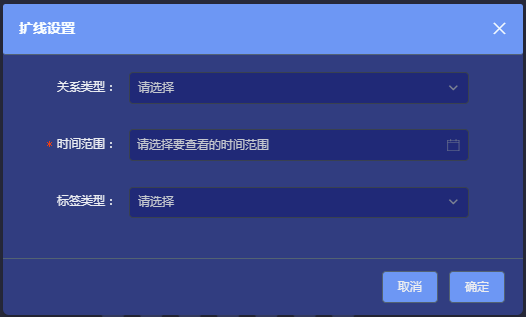 扩线设置
关系类型：
请选择
* 时间范围：
请选择要查看的时间范围
标签类型：
请选择
取消
确定